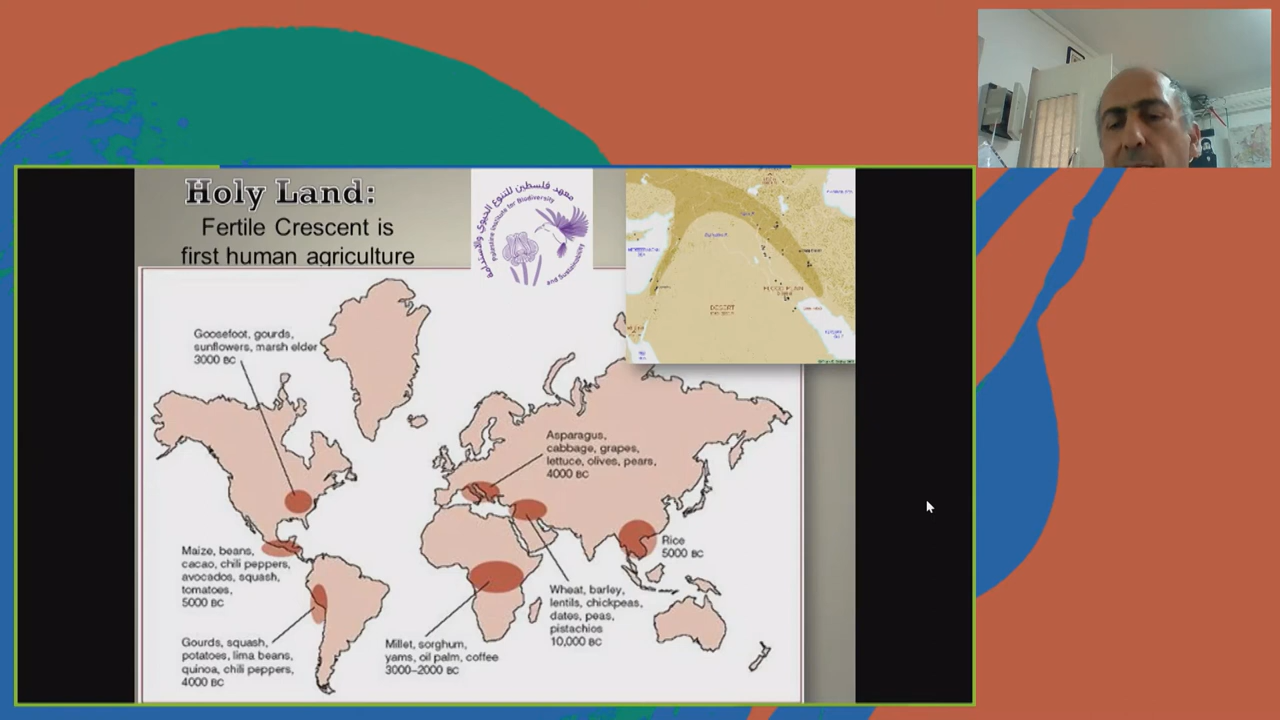 Holy Land:
Fertile Crescent is
first human agriculture
معهد فلسطين للتنوع الحيوي والاستدامة
Palestine Institute for Biodiversity
and Sustainability
DESERT
FLOOD PLAIN
Goosefoot, gourds,
sunflowers, marsh elder
3000 BC
Asparagus,
cabbage, grapes,
lettuce, olives, pears,
4000 BC
Rice
5000 BC
Maize, beans,
cacao, chili peppers,
avocados, squash,
tomatoes,
5000 BC
Wheat, barley,
lentils, chickpeas,
dates, peas,
pistachios
10,000 BC
Gourds, squash,
potatoes, lima beans,
quinoa, chili peppers,
4000 BC
Millet, sorghum,
yams, oil palm, coffee
3000–2000 BC